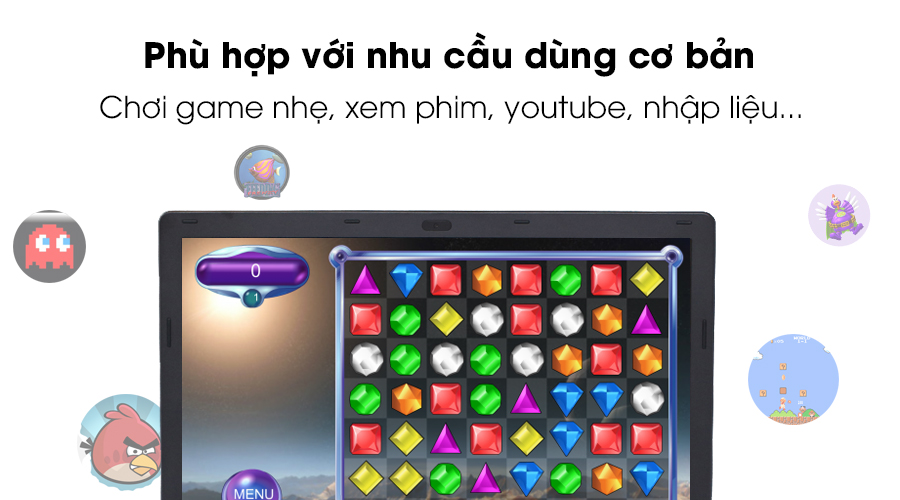 Phù hợp với nhu cầu dùng cơ bản
Chơi game nhẹ, xem phim, youtube, nhập liệu...
0
1
MENU